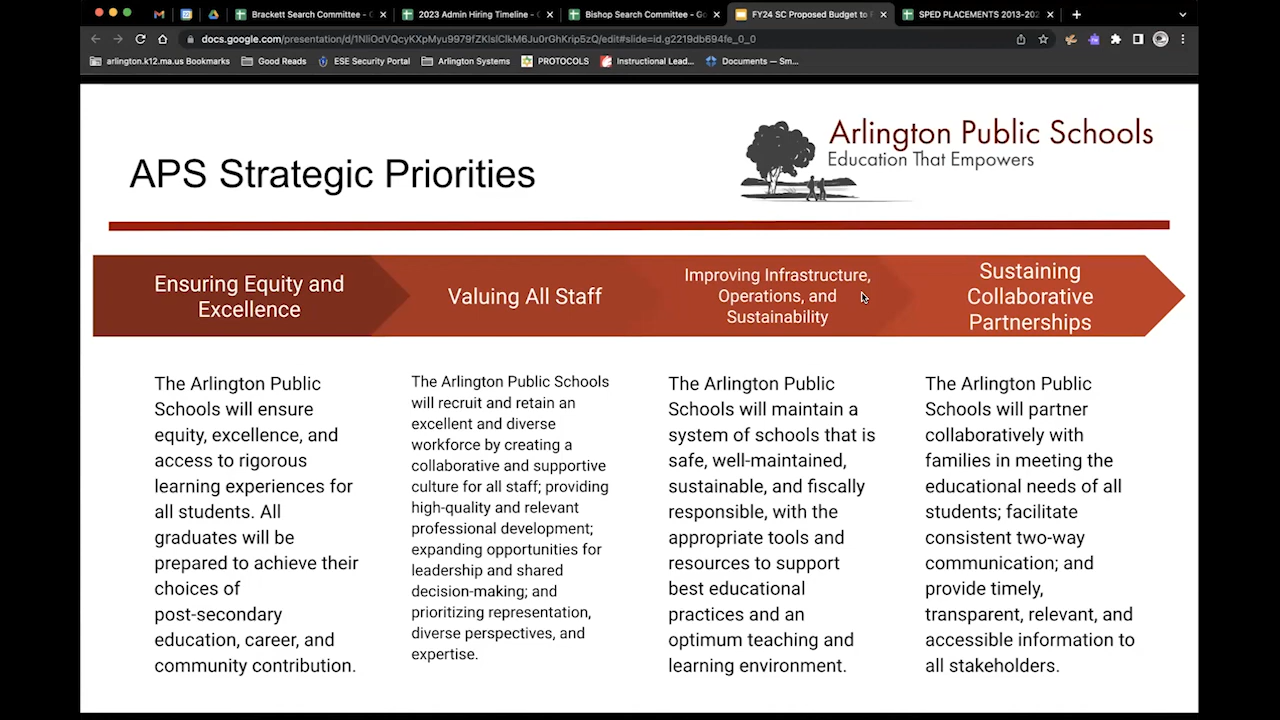 Brackett Search Committee - G
2023 Admin Hiring Timeline - G
Bishop Search Committee - Go
FY24 SC Proposed Budget to F
SPED PLACEMENTS 2013-202
docs.google.com/presentation/d/
arlington.k12.ma.us Bookmarks
Good Reads
ESE Security Portal
Arlington Systems
PROTOCOLS
Instructional Lead...
Documents — Sm...
Arlington Public Schools
Education That Empowers
APS Strategic Priorities
Ensuring Equity and
Excellence
Valuing All Staff
Improving Infrastructure,
Operations, and
Sustainability
Sustaining
Collaborative
Partnerships
The Arlington Public
Schools will ensure
equity, excellence, and
access to rigorous
learning experiences for
all students. All
graduates will be
prepared to achieve their
choices of
post-secondary
education, career, and
community contribution.
The Arlington Public Schools
will recruit and retain an
excellent and diverse
workforce by creating a
collaborative and supportive
culture for all staff; providing
high-quality and relevant
professional development;
expanding opportunities for
leadership and shared
decision-making; and
prioritizing representation,
diverse perspectives, and
expertise.
The Arlington Public
Schools will maintain a
system of schools that is
safe, well-maintained,
sustainable, and fiscally
responsible, with the
appropriate tools and
resources to support
best educational
practices and an
optimum teaching and
learning environment.
The Arlington Public
Schools will partner
collaboratively with
families in meeting the
educational needs of all
students; facilitate
consistent two-way
communication; and
provide timely,
transparent, relevant, and
accessible information to
all stakeholders.